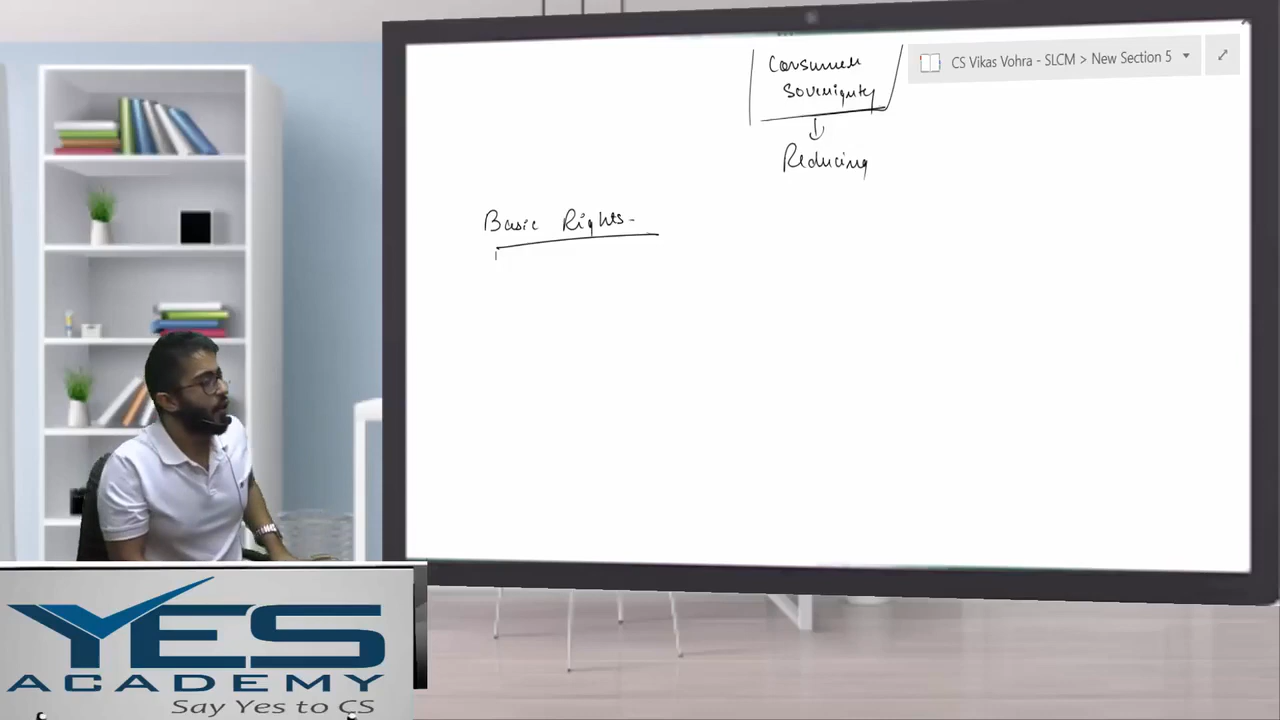 Consumer
Sovereignty
Reducing
CS Vikas Vohra - SLCM > New Section 5
Basic Rights -
YES
ACADEMY
Say Yes to CS